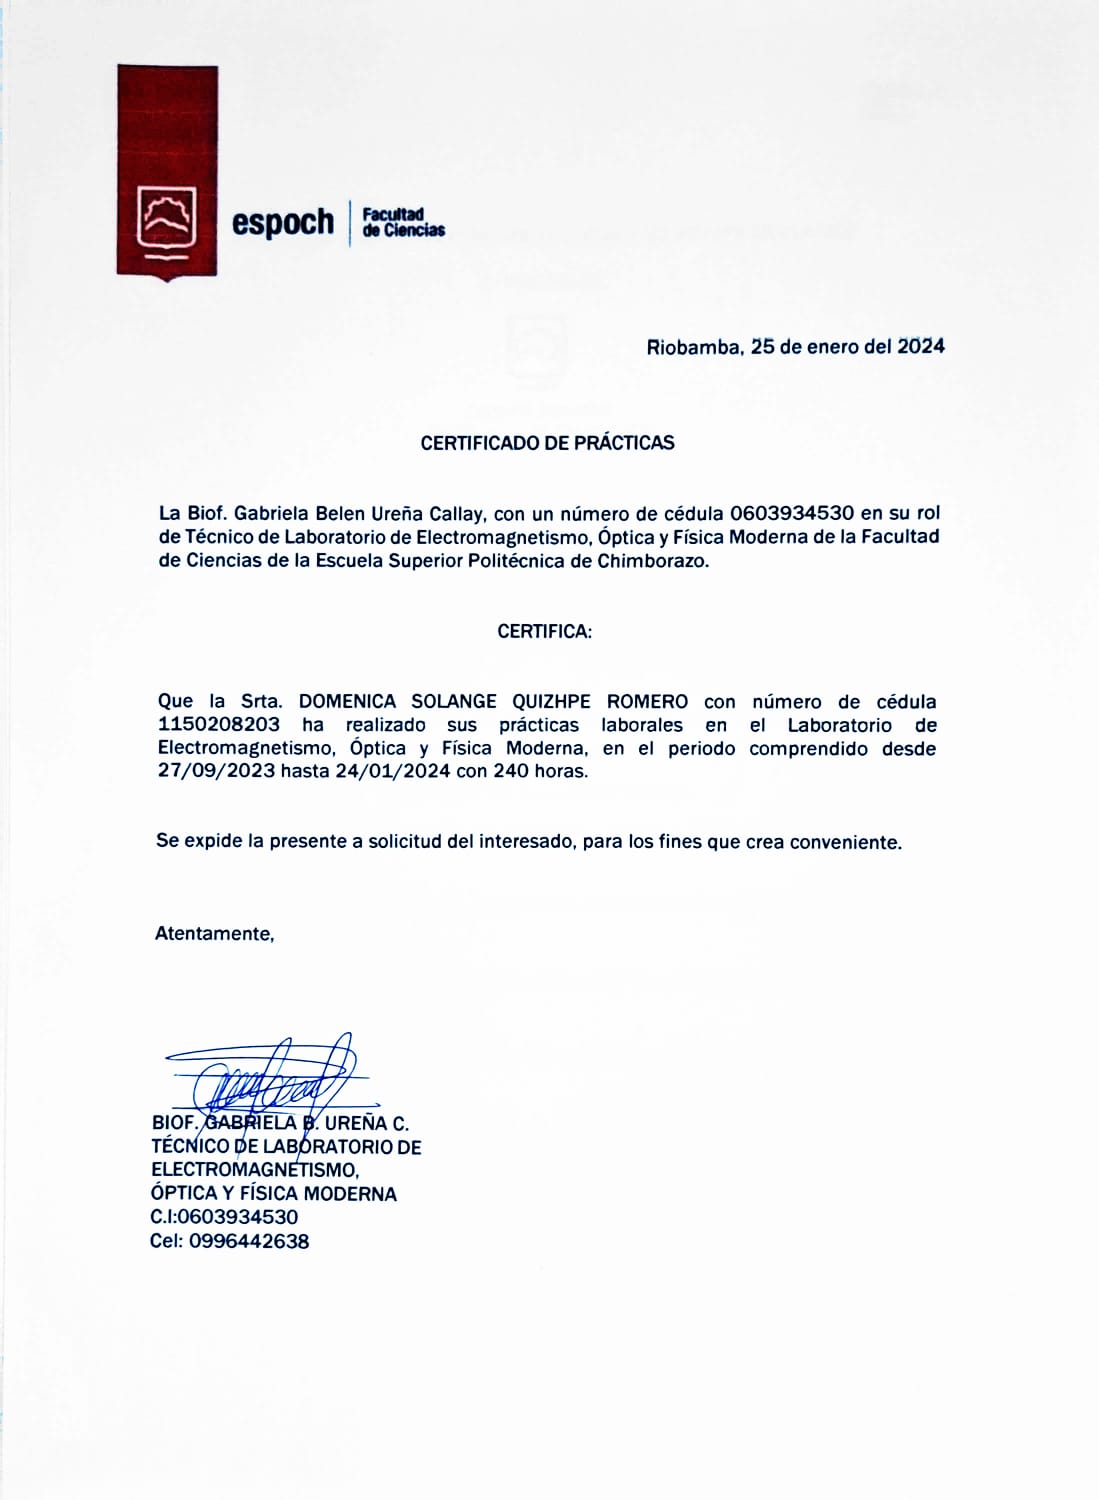 espoch
Facultad
de Ciencias
Riobamba, 25 de enero del 2024
CERTIFICADO DE PRÁCTICAS
La Biof. Gabriela Belen Ureña Callay, con un número de cédula 0603934530 en su rol
de Técnico de Laboratorio de Electromagnetismo, Óptica y Física Moderna de la Facultad
de Ciencias de la Escuela Superior Politécnica de Chimborazo.
CERTIFICA:
Que la Srta. DOMENICA SOLANGE QUIZHPE ROMERO con número de cédula
1150208203 ha realizado sus prácticas laborales en el Laboratorio de
Electromagnetismo, Óptica y Física Moderna, en el periodo comprendido desde
27/09/2023 hasta 24/01/2024 con 240 horas.
Se expide la presente a solicitud del interesado, para los fines que crea conveniente.
Atentamente,
BIOF. GABRIELA B. UREÑA C.
TÉCNICO DE LABORATORIO DE
ELECTROMAGNETISMO,
ÓPTICA Y FÍSICA MODERNA
C.I:0603934530
Cel: 0996442638